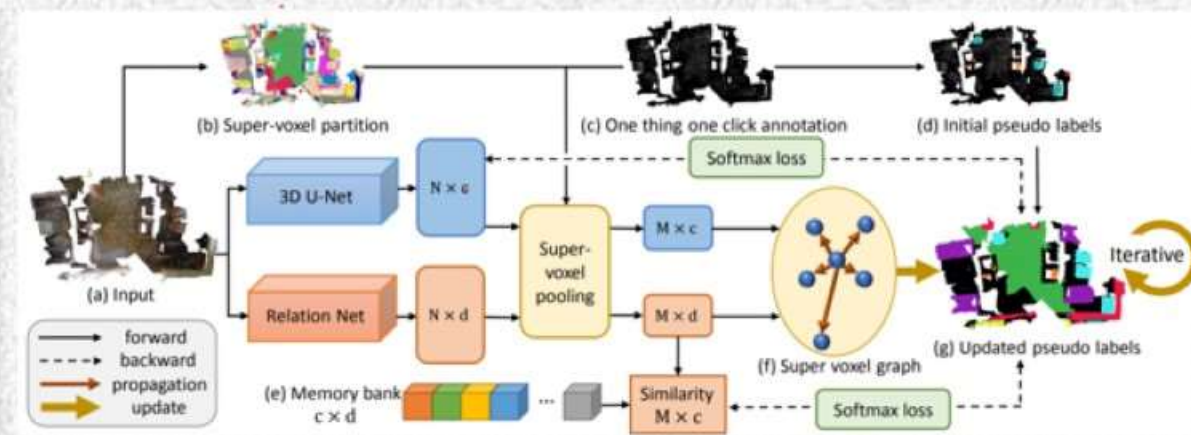 (b) Super-voxel partition
(c) One thing one click annotation
(d) Initial pseudo labels
Softmax loss
3D U-Net
N × c
Super-
voxel
pooling
M × c
Iterative
(a) Input
Relation Net
N × d
M × d
(f) Super voxel graph
(g) Updated pseudo labels
forward
backward
propagation
update
(e) Memory bank
c × d
...
Similarity
M × c
Softmax loss